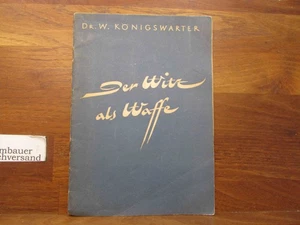 DR. W. KÖNIGSWARTER
Der Witz
als Waffe
mbauer
chversand